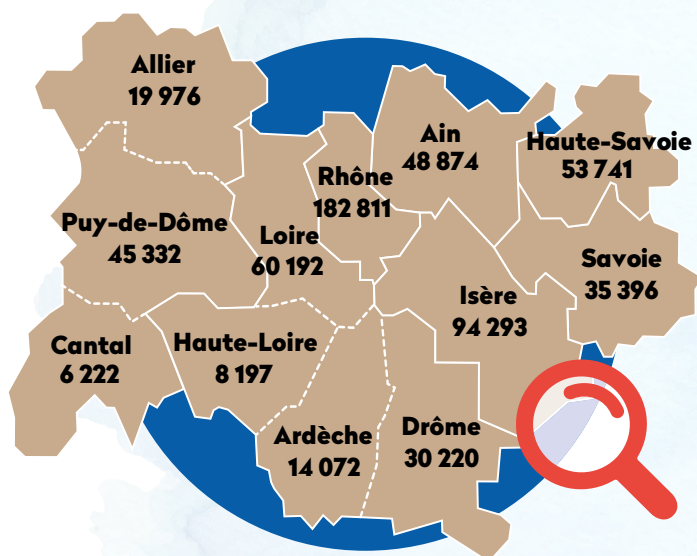 Allier
19 976
Ain
48 874
Haute-Savoie
53 741
Rhône
182 811
Puy-de-Dôme
45 332
Loire
60 192
Savoie
35 396
Isère
94 293
Cantal
6 222
Haute-Loire
8 197
Ardèche
14 072
Drôme
30 220